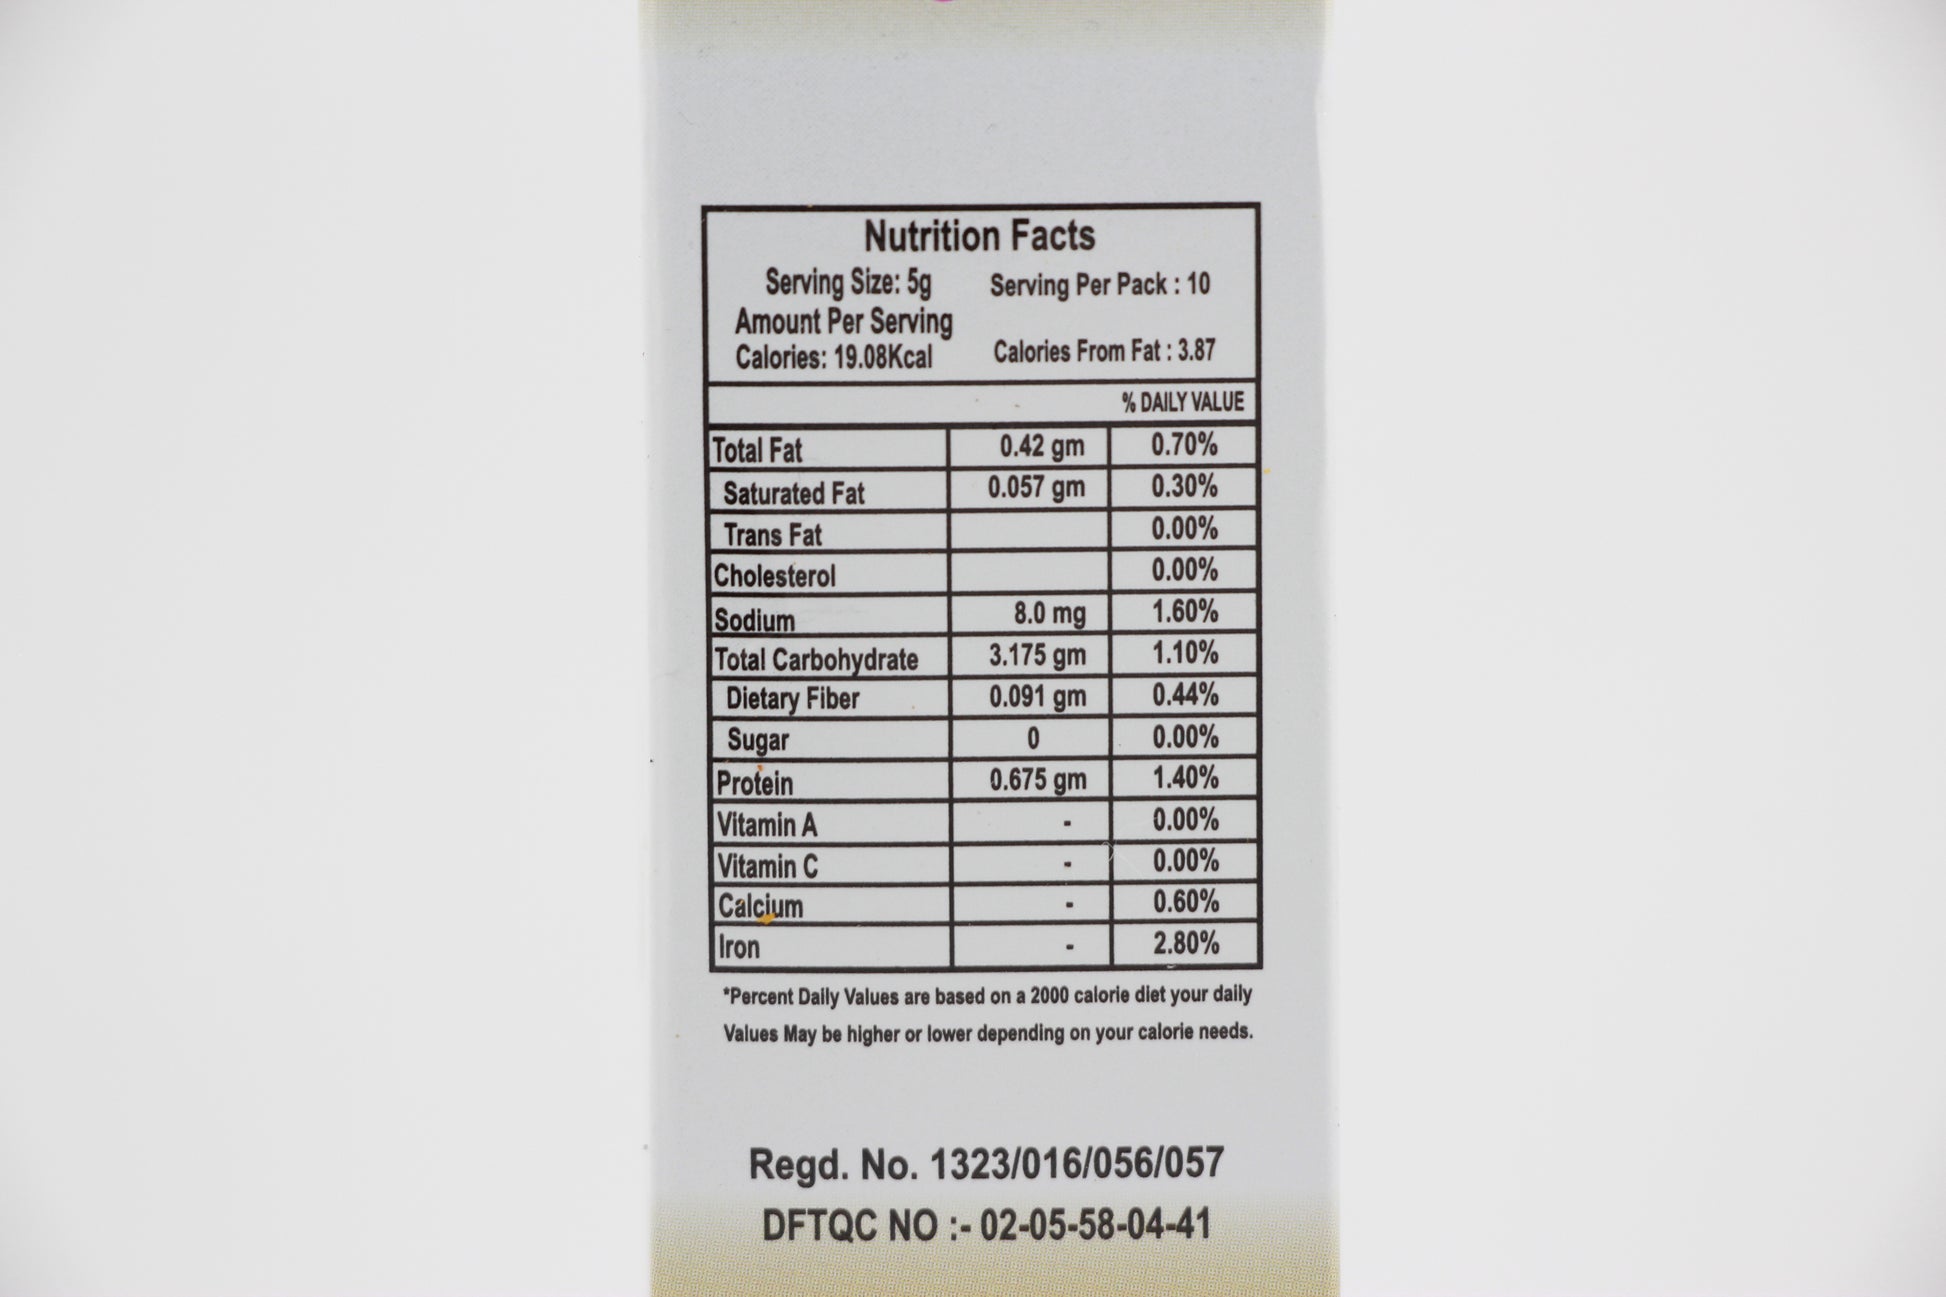 Nutrition Facts
Serving Size: 5g Serving Per Pack : 10
Amount Per Serving
Calories: 19.08Kcal Calories From Fat : 3.87
% DAILY VALUE
Total Fat 0.42 gm 0.70%
Saturated Fat 0.057 gm 0.30%
Trans Fat 0.00%
Cholesterol 0.00%
Sodium 8.0 mg 1.60%
Total Carbohydrate 3.175 gm 1.10%
Dietary Fiber 0.091 gm 0.44%
Sugar 0 0.00%
Protein 0.675 gm 1.40%
Vitamin A - 0.00%
Vitamin C - 0.00%
Calcium - 0.60%
Iron - 2.80%
*Percent Daily Values are based on a 2000 calorie diet your daily
Values May be higher or lower depending on your calorie needs.
Regd. No. 1323/016/056/057
DFTQC NO :- 02-05-58-04-41